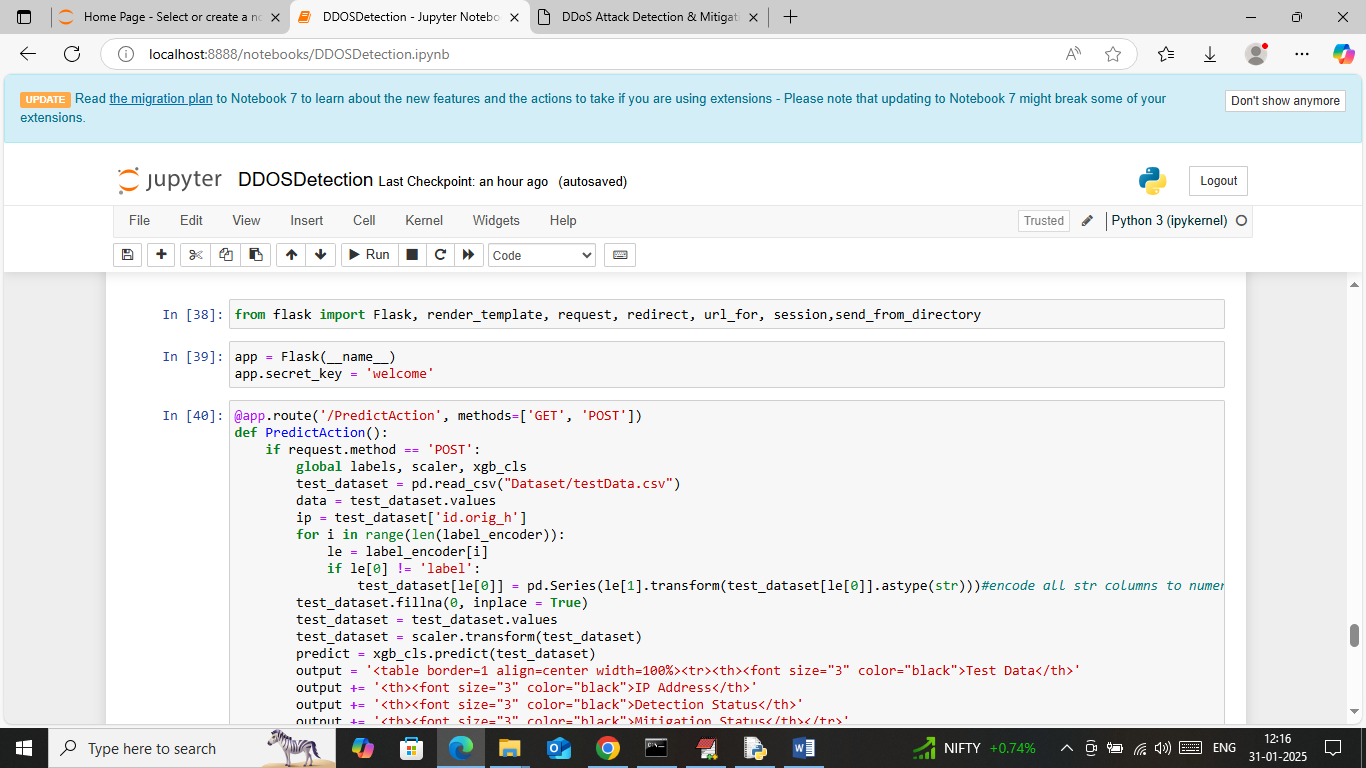 Home Page - Select or create a no
DDOSDetection - Jupyter Notebo
DDoS Attack Detection & Mitigat
localhost:8888/notebooks/DDOSDetection.ipynb
UPDATE Read the migration plan to Notebook 7 to learn about the new features and the actions to take if you are using extensions - Please note that updating to Notebook 7 might break some of your
extensions.
Don't show anymore
jupyter DDOSDetection Last Checkpoint: an hour ago (autosaved)
Logout
File Edit View Insert Cell Kernel Widgets Help
Trusted
Python 3 (ipykernel)
Run
Code
In [38]: from flask import Flask, render_template, request, redirect, url_for, session,send_from_directory
In [39]: app = Flask(__name__)
app.secret_key = 'welcome'
In [40]: @app.route('/PredictAction', methods=['GET', 'POST'])
def PredictAction():
if request.method == 'POST':
global labels, scaler, xgb_cls
test_dataset = pd.read_csv("Dataset/testData.csv")
data = test_dataset.values
ip = test_dataset['id.orig_h']
for i in range(len(label_encoder)):
le = label_encoder[i]
if le[0] != 'label':
test_dataset[le[0]] = pd.Series(le[1].transform(test_dataset[le[0]].astype(str)))#encode all str columns to numer
test_dataset.fillna(0, inplace = True)
test_dataset = test_dataset.values
test_dataset = scaler.transform(test_dataset)
predict = xgb_cls.predict(test_dataset)
output = '<table border=1 align=center width=100%><tr><th><font size="3" color="black">Test Data</th>'
output += '<th><font size="3" color="black">IP Address</th>'
output += '<th><font size="3" color="black">Detection Status</th>'
output += '<th><font size="3" color="black">Mitigation Status</th></tr>'
Type here to search
NIFTY +0.74%
ENG
12:16
31-01-2025